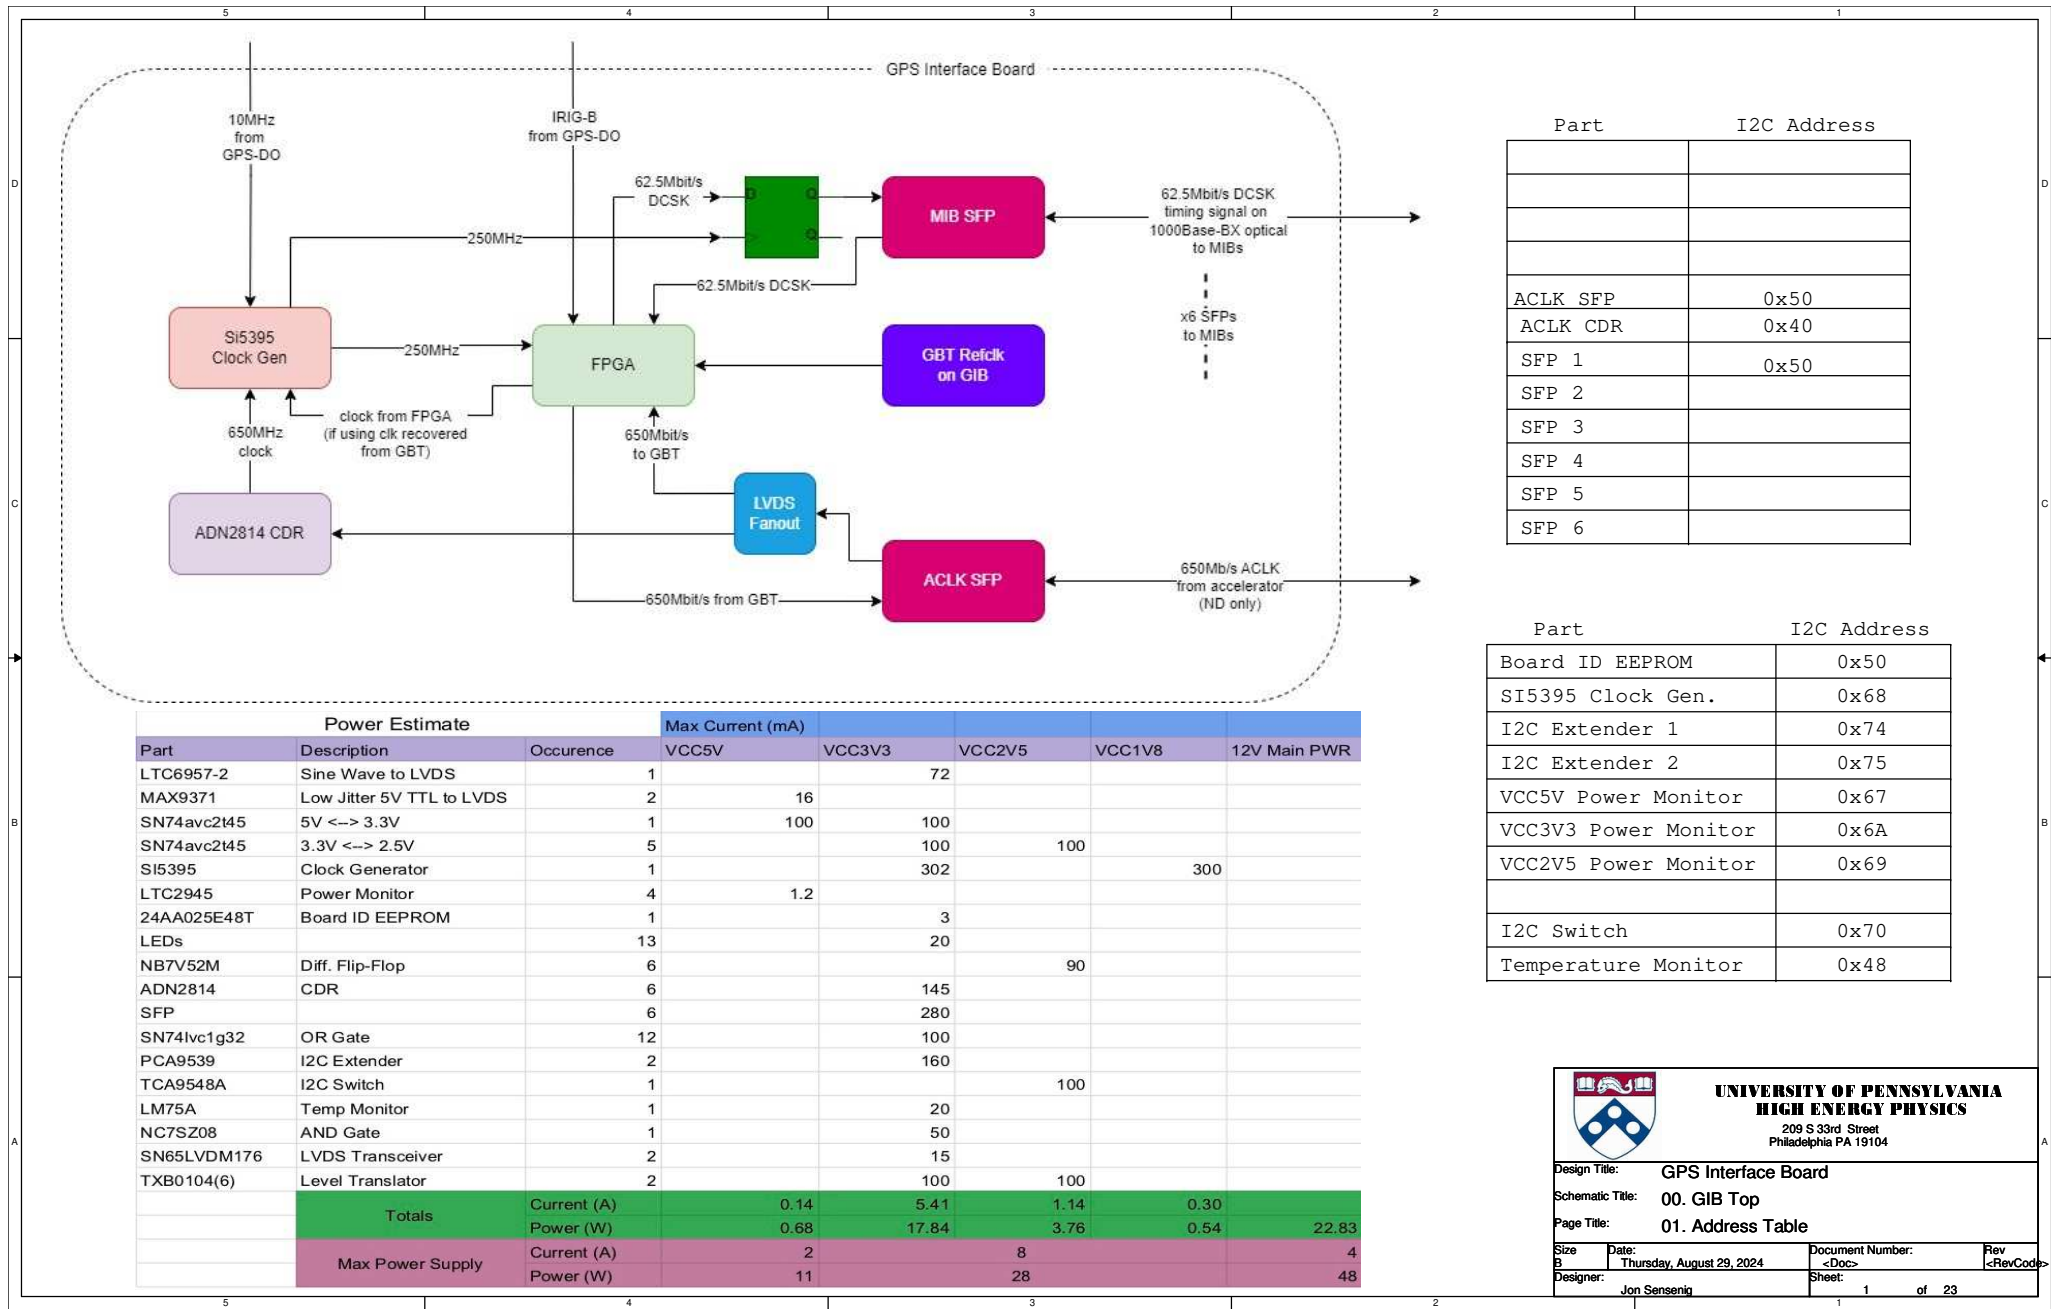 5 4 3 2 1
GPS Interface Board
10MHz
from
GPS-DO
IRIG-B
from GPS-DO
62.5Mbit/s
DCSK
D Q
Q
MIB SFP
62.5Mbit/s DCSK
timing signal on
1000Base-BX optical
to MIBs
250MHz
62.5Mbit/s DCSK
x6 SFPs
to MIBs
SI5395
Clock Gen
250MHz
FPGA
GBT Refclk
on GIB
clock from FPGA
(if using clk recovered
from GBT)
650MHz
clock
650Mbit/s
to GBT
LVDS
Fanout
ADN2814 CDR
ACLK SFP
650Mb/s ACLK
from accelerator
(ND only)
650Mbit/s from GBT
Part I2C Address
ACLK SFP 0x50
ACLK CDR 0x40
SFP 1 0x50
SFP 2
SFP 3
SFP 4
SFP 5
SFP 6
Part I2C Address
Board ID EEPROM 0x50
SI5395 Clock Gen. 0x68
I2C Extender 1 0x74
I2C Extender 2 0x75
VCC5V Power Monitor 0x67
VCC3V3 Power Monitor 0x6A
VCC2V5 Power Monitor 0x69
I2C Switch 0x70
Temperature Monitor 0x48
Power Estimate Max Current (mA)
Part Description Occurence VCC5V VCC3V3 VCC2V5 VCC1V8 12V Main PWR
LTC6957-2 Sine Wave to LVDS 1 72
MAX9371 Low Jitter 5V TTL to LVDS 2 16
SN74avc2t45 5V <--> 3.3V 1 100 100
SN74avc2t45 3.3V <--> 2.5V 5 100 100
SI5395 Clock Generator 1 302 300
LTC2945 Power Monitor 4 1.2
24AA025E48T Board ID EEPROM 1 3
LEDs 13 20
NB7V52M Diff. Flip-Flop 6 90
ADN2814 CDR 6 145
SFP 6 280
SN74lvc1g32 OR Gate 12 100
PCA9539 I2C Extender 2 160
TCA9548A I2C Switch 1 100
LM75A Temp Monitor 1 20
NC7SZ08 AND Gate 1 50
SN65LVDM176 LVDS Transceiver 2 15
TXB0104(6) Level Translator 2 100 100
Totals
Current (A) 0.14 5.41 1.14 0.30
Power (W) 0.68 17.84 3.76 0.54 22.83
Max Power Supply
Current (A) 2 8 4
Power (W) 11 28 48
UNIVERSITY OF PENNSYLVANIA
HIGH ENERGY PHYSICS
209 S 33rd Street
Philadelphia PA 19104
Design Title: GPS Interface Board
Schematic Title: 00. GIB Top
Page Title: 01. Address Table
Size Date: Document Number: Rev
B Thursday, August 29, 2024 <Doc> <RevCode>
Designer: Sheet:
Jon Sensenig 1 of 23
D D
C C
B B
A A
5 4 3 2 1